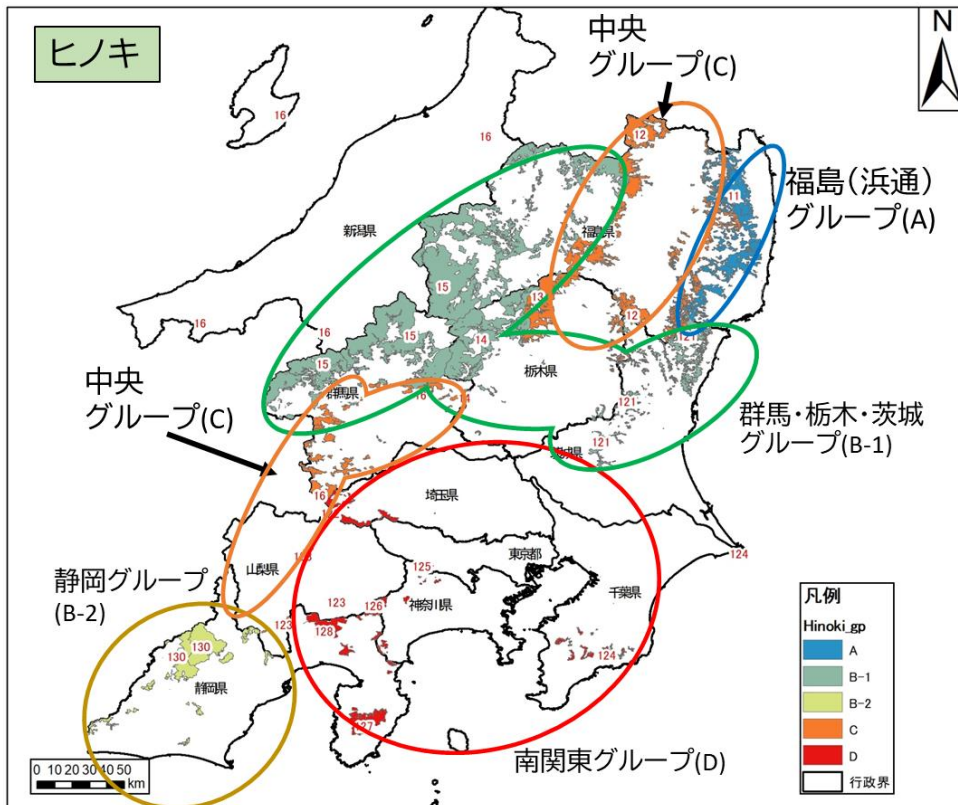 ヒノキ
中央
グループ(C)
N
福島(浜通)
グループ(A)
16
16
12
11
新潟県
福島県
15
13
12
16
16
15
14
121
15
栃木県
群馬県
16
121
中央
グループ(C)
121
群馬・栃木・茨城
グループ(B-1)
16
埼玉県
山梨県
125
東京都
124
静岡グループ
(B-2)
123
126
神奈川県
千葉県
123
128
130
130
124
静岡県
127
凡例
Hinoki_gp
A
B-1
B-2
C
D
行政界
南関東グループ(D)
0 10 20 30 40 50
km